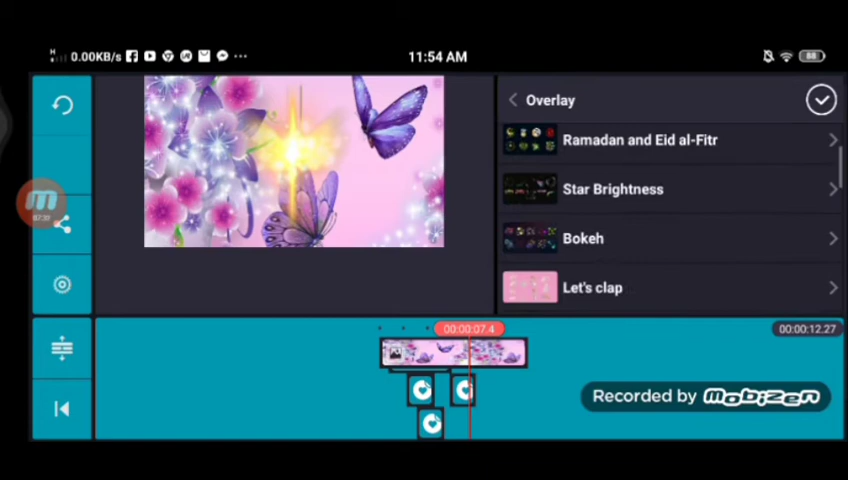 0.00KB/s
11:54 AM
88
Overlay
Ramadan and Eid al-Fitr
Star Brightness
Bokeh
Let's clap
00:00:07.4
00:00:12.27
Recorded by mobizen